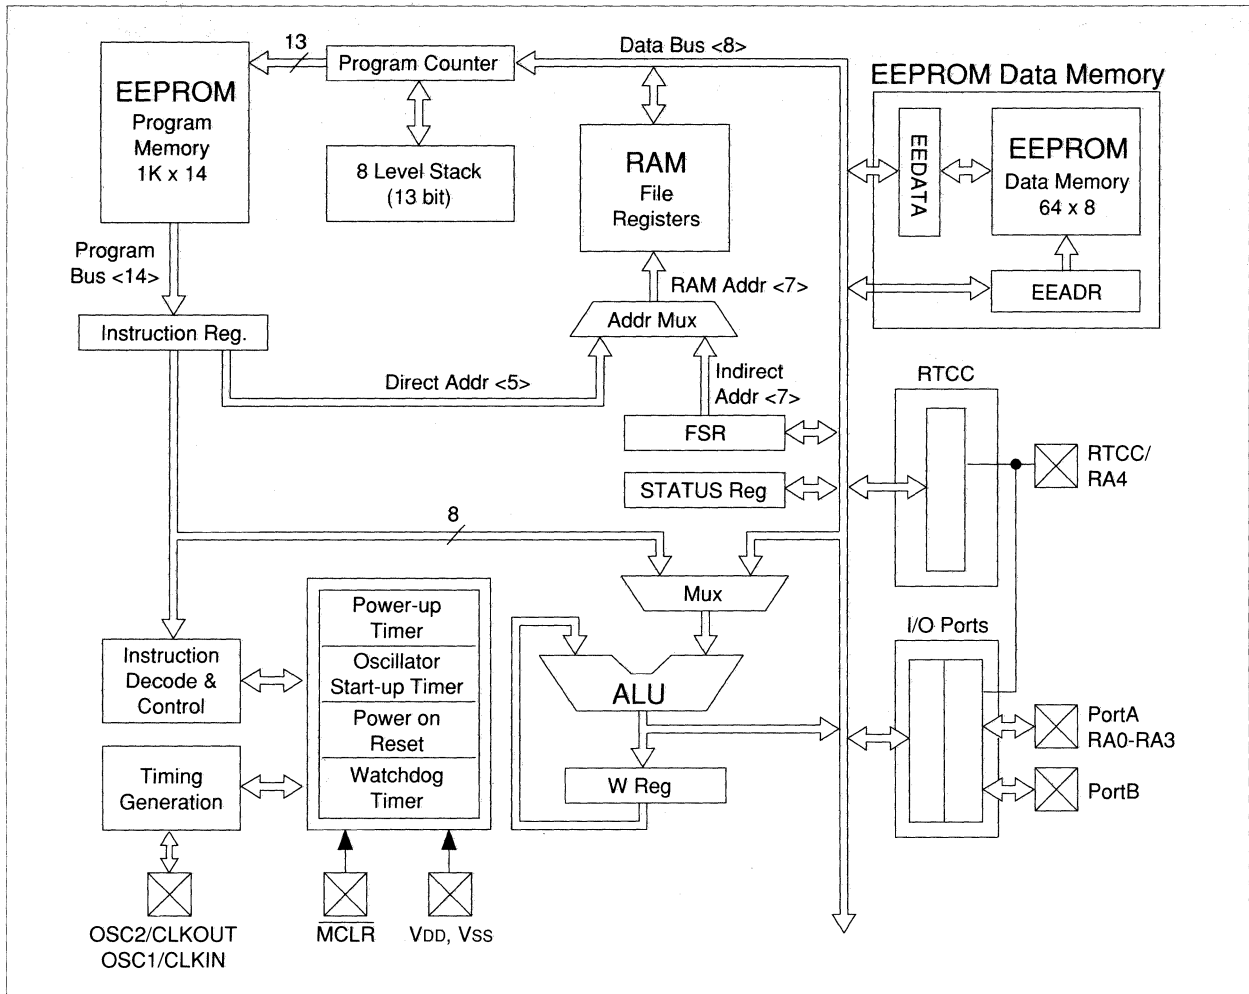 13
Program Counter
Data Bus <8>
EEPROM Data Memory
EEPROM
Program
Memory
1K x 14
8 Level Stack
(13 bit)
RAM
File
Registers
EEDATA
EEPROM
Data Memory
64 x 8
EEADR
Program
Bus <14>
RAM Addr <7>
Addr Mux
Instruction Reg.
Direct Addr <5>
Indirect
Addr <7>
RTCC
FSR
RTCC/
RA4
STATUS Reg
8
Mux
Power-up
Timer
Oscillator
Start-up Timer
Power on
Reset
Watchdog
Timer
Instruction
Decode &
Control
Timing
Generation
ALU
W Reg
I/O Ports
PortA
RA0-RA3
PortB
OSC2/CLKOUT
OSC1/CLKIN
MCLR
VDD, VSS